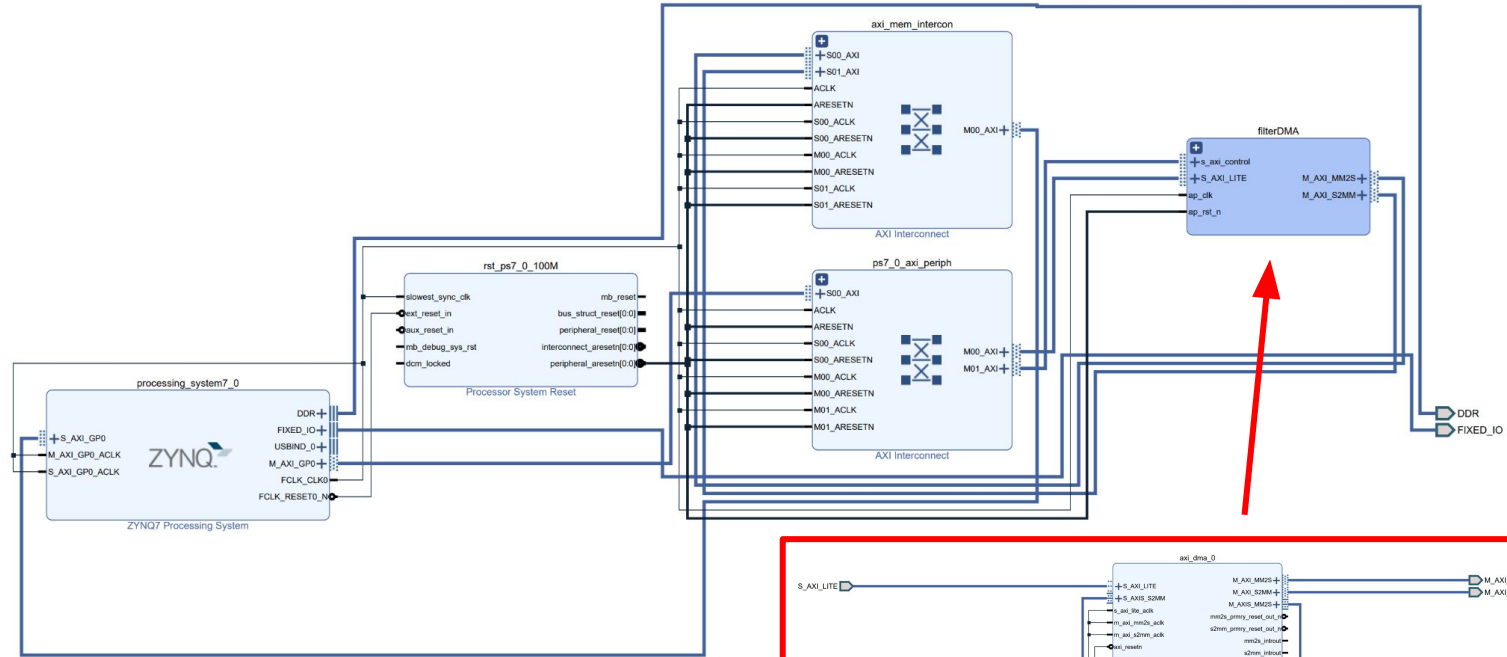 axi_mem_intercon
S00_AXI
S01_AXI
ACLK
ARESETN
S00_ACLK
S00_ARESETN
M00_ACLK
M00_ARESETN
S01_ACLK
S01_ARESETN
M00_AXI
AXI Interconnect
filterDMA
s_axi_control
S_AXI_LITE
ap_clk
ap_rst_n
M_AXI_MM2S
M_AXI_S2MM
rst_ps7_0_100M
slowest_sync_clk
ext_reset_in
aux_reset_in
mb_debug_sys_rst
dcm_locked
mb_reset
bus_struct_reset[0:0]
peripheral_reset[0:0]
interconnect_aresetn[0:0]
peripheral_aresetn[0:0]
Processor System Reset
ps7_0_axi_periph
S00_AXI
ACLK
ARESETN
S00_ACLK
S00_ARESETN
M00_ACLK
M00_ARESETN
M01_ACLK
M01_ARESETN
M00_AXI
M01_AXI
AXI Interconnect
processing_system7_0
S_AXI_GP0
M_AXI_GP0_ACLK
S_AXI_GP0_ACLK
ZYNQ
DDR
FIXED_IO
USBIND_0
M_AXI_GP0
FCLK_CLK0
FCLK_RESET0_N
ZYNQ7 Processing System
DDR
FIXED_IO
axi_dma_0
S_AXI_LITE
S_AXI_LITE
S_AXIS_S2MM
s_axi_lite_aclk
m_axi_mm2s_aclk
m_axi_s2mm_aclk
axi_resetn
M_AXI_MM2S
M_AXI_S2MM
M_AXIS_MM2S
mm2s_prmry_reset_out_n
s2mm_prmry_reset_out_n
mm2s_introut
s2mm_introut
M_AXI
M_AXI